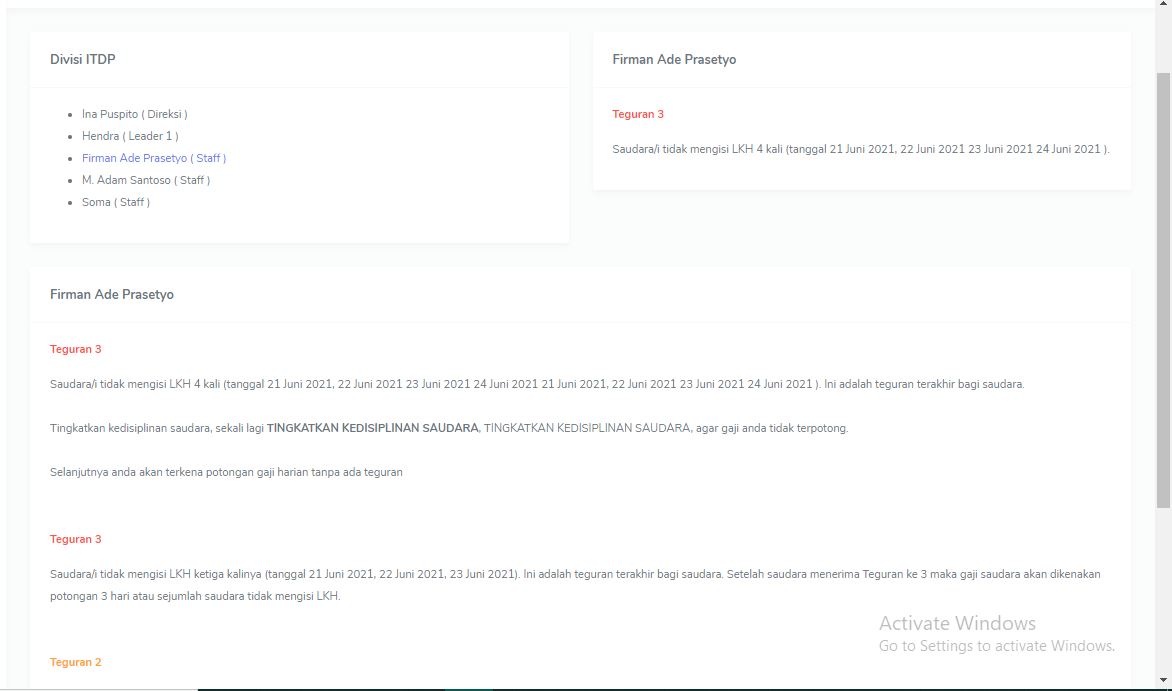 Divisi ITDP
Ina Puspito ( Direksi )
Hendra ( Leader 1 )
Firman Ade Prasetyo ( Staff )
M. Adam Santoso ( Staff )
Soma ( Staff )
Firman Ade Prasetyo
Teguran 3
Saudara/i tidak mengisi LKH 4 kali (tanggal 21 Juni 2021, 22 Juni 2021 23 Juni 2021 24 Juni 2021 ).
Firman Ade Prasetyo
Teguran 3
Saudara/i tidak mengisi LKH 4 kali (tanggal 21 Juni 2021, 22 Juni 2021 23 Juni 2021 24 Juni 2021 21 Juni 2021, 22 Juni 2021 23 Juni 2021 24 Juni 2021 ). Ini adalah teguran terakhir bagi saudara.
Tingkatkan kedisiplinan saudara, sekali lagi TINGKATKAN KEDISIPLINAN SAUDARA, TINGKATKAN KEDISIPLINAN SAUDARA, agar gaji anda tidak terpotong.
Selanjutnya anda akan terkena potongan gaji harian tanpa ada teguran
Teguran 3
Saudara/i tidak mengisi LKH ketiga kalinya (tanggal 21 Juni 2021, 22 Juni 2021, 23 Juni 2021). Ini adalah teguran terakhir bagi saudara. Setelah saudara menerima Teguran ke 3 maka gaji saudara akan dikenakan
potongan 3 hari atau sejumlah saudara tidak mengisi LKH.
Teguran 2
Activate Windows
Go to Settings to activate Windows.